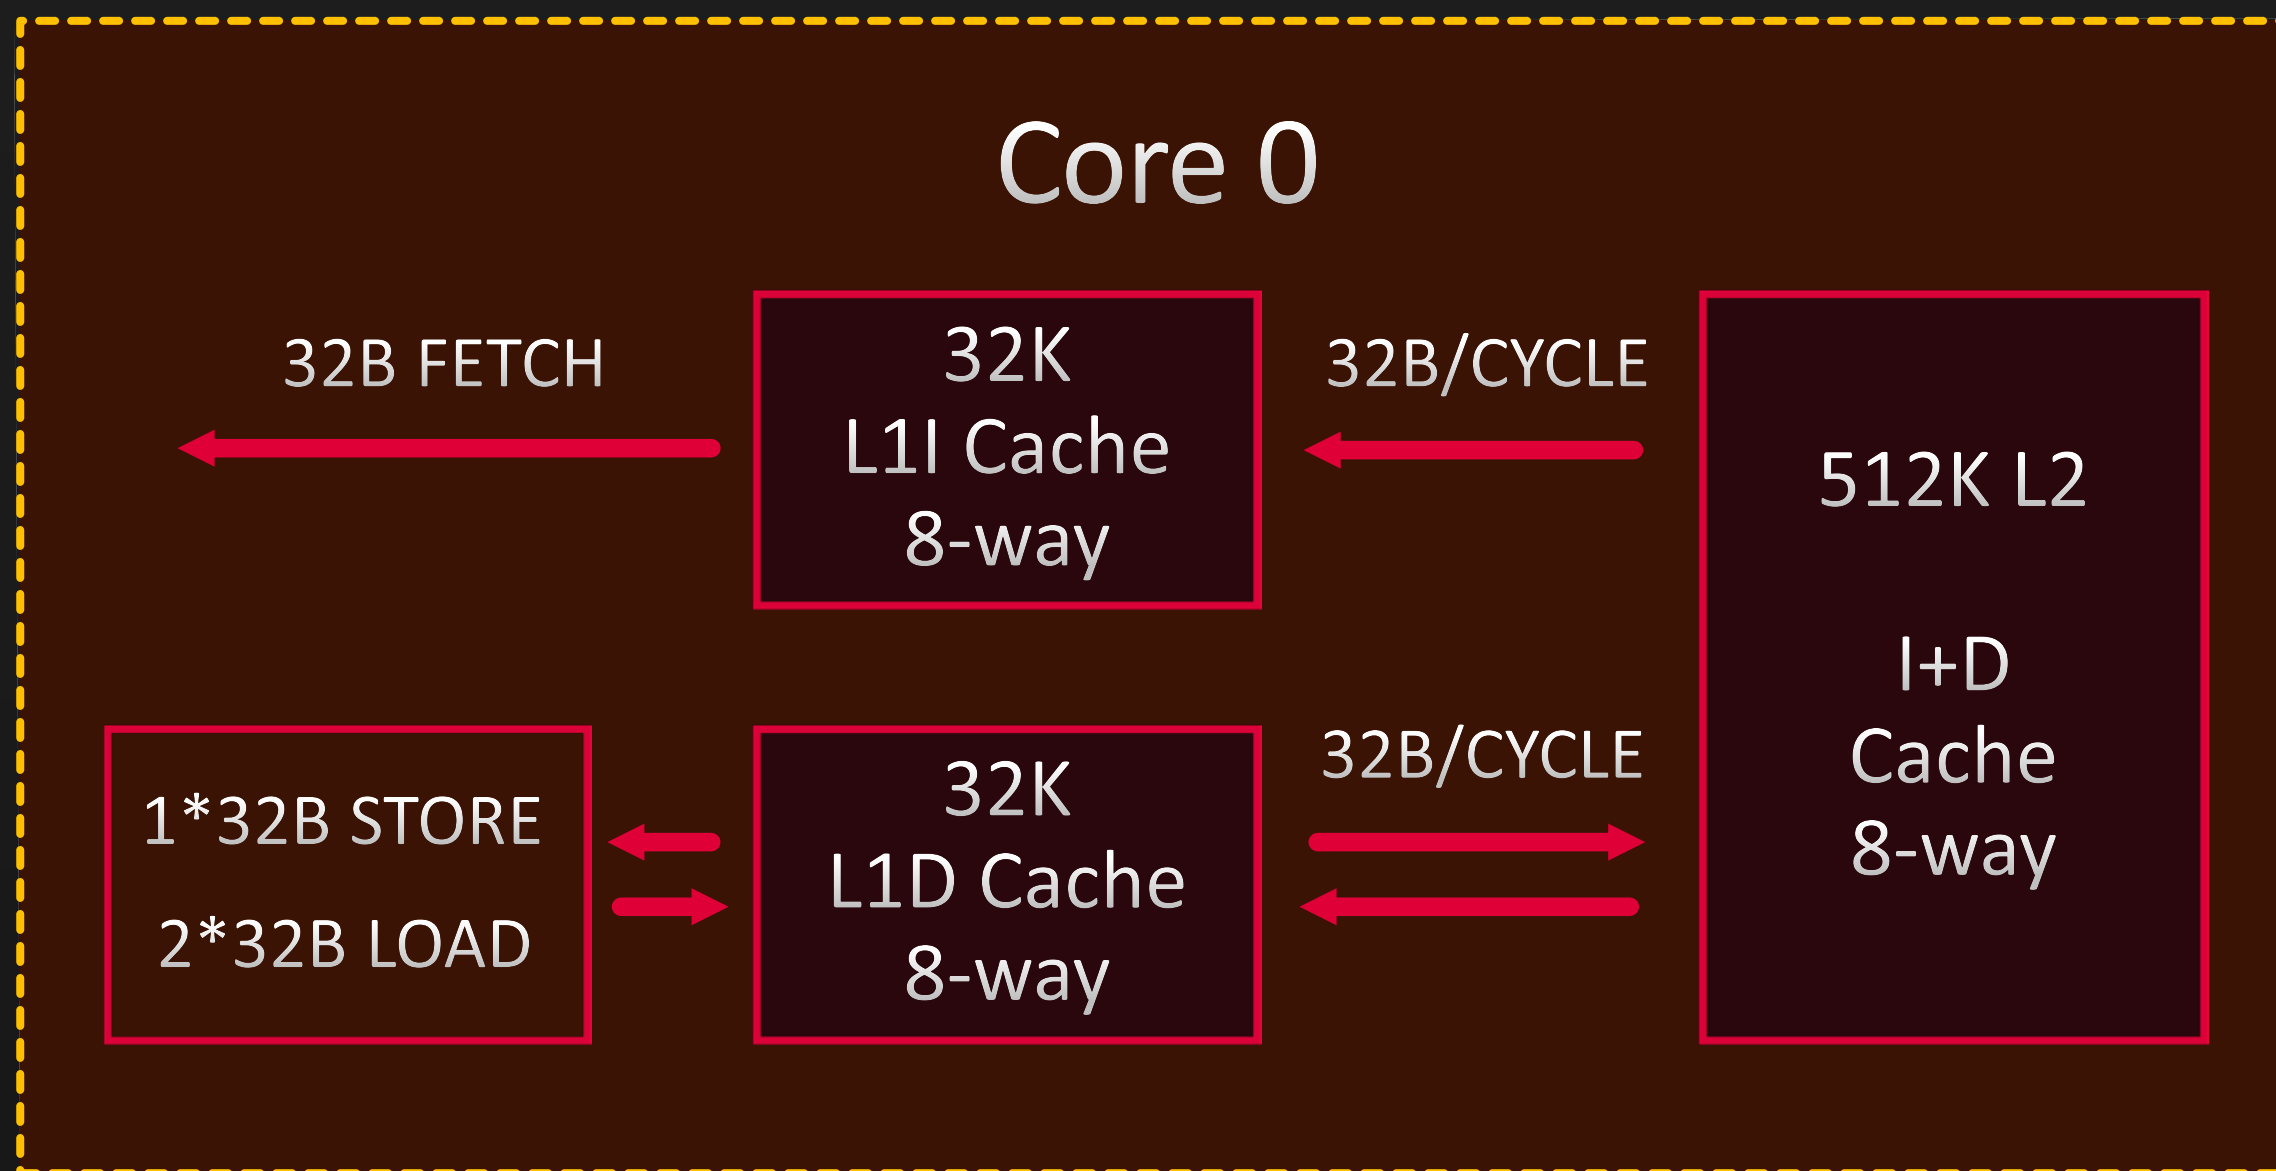 Core 0
32B FETCH
32K
L1I Cache
8-way
32B/CYCLE
512K L2
I+D
Cache
8-way
1*32B STORE
2*32B LOAD
32K
L1D Cache
8-way
32B/CYCLE